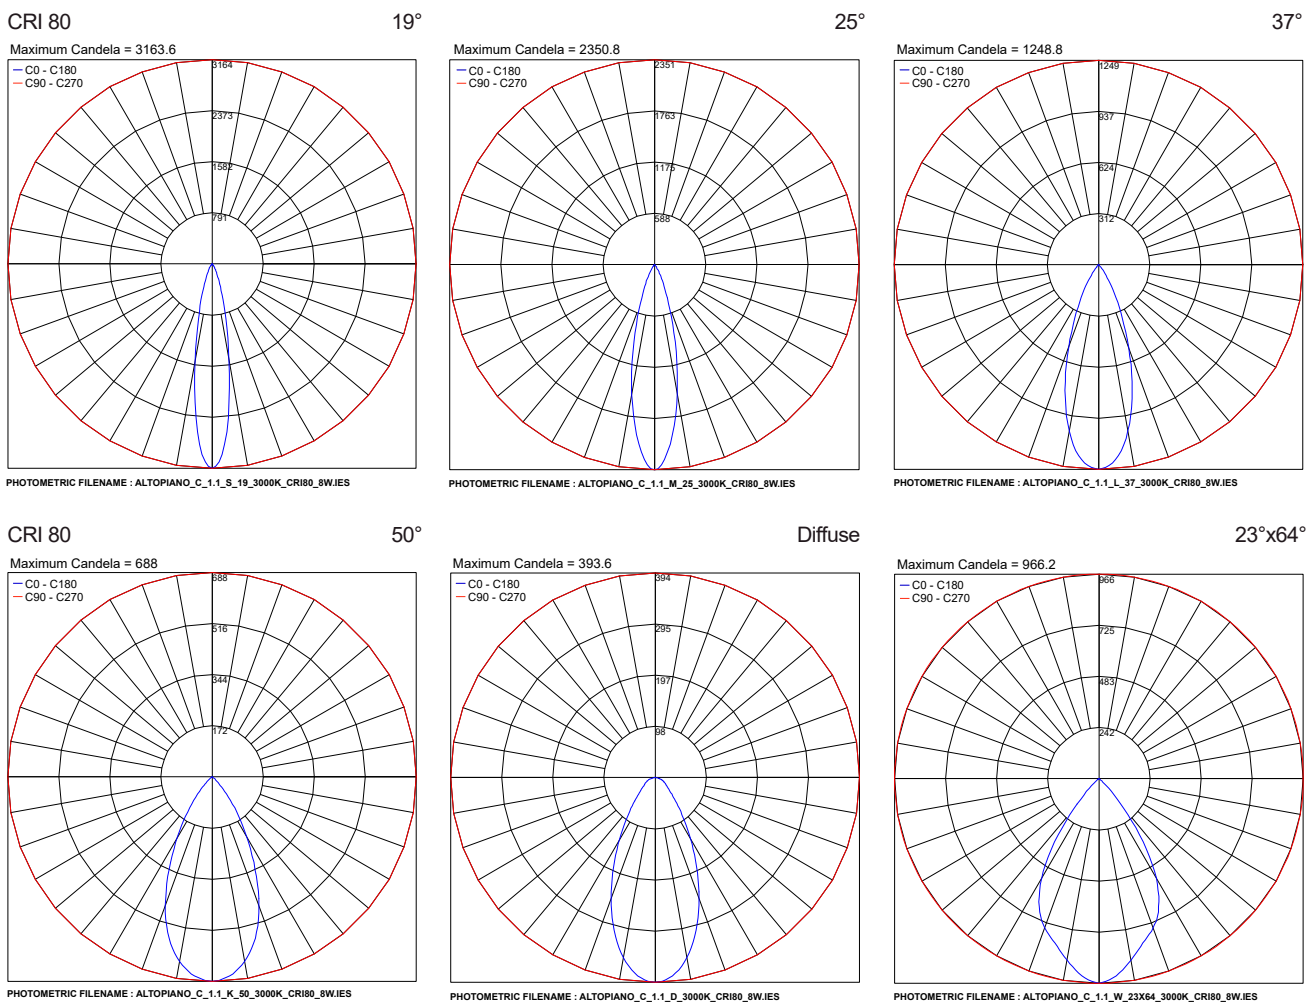 CRI 80 19°
Maximum Candela = 3163.6
C0 - C180
C90 - C270
3164
2373
1582
791
PHOTOMETRIC FILENAME : ALTOPIANO_C_1.1_S_19_3000K_CRI80_8W.IES
25°
Maximum Candela = 2350.8
C0 - C180
C90 - C270
2351
1763
1175
588
PHOTOMETRIC FILENAME : ALTOPIANO_C_1.1_M_25_3000K_CRI80_8W.IES
37°
Maximum Candela = 1248.8
C0 - C180
C90 - C270
1249
937
624
312
PHOTOMETRIC FILENAME : ALTOPIANO_C_1.1_L_37_3000K_CRI80_8W.IES
CRI 80 50°
Maximum Candela = 688
C0 - C180
C90 - C270
688
516
344
172
PHOTOMETRIC FILENAME : ALTOPIANO_C_1.1_K_50_3000K_CRI80_8W.IES
Diffuse
Maximum Candela = 393.6
C0 - C180
C90 - C270
394
295
197
98
PHOTOMETRIC FILENAME : ALTOPIANO_C_1.1_D_3000K_CRI80_8W.IES
23°x64°
Maximum Candela = 966.2
C0 - C180
C90 - C270
966
725
483
242
PHOTOMETRIC FILENAME : ALTOPIANO_C_1.1_W_23X64_3000K_CRI80_8W.IES